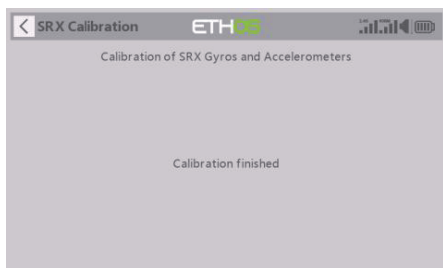 SRX Calibration
ETHOS
Calibration of SRX Gyros and Accelerometers
Calibration finished